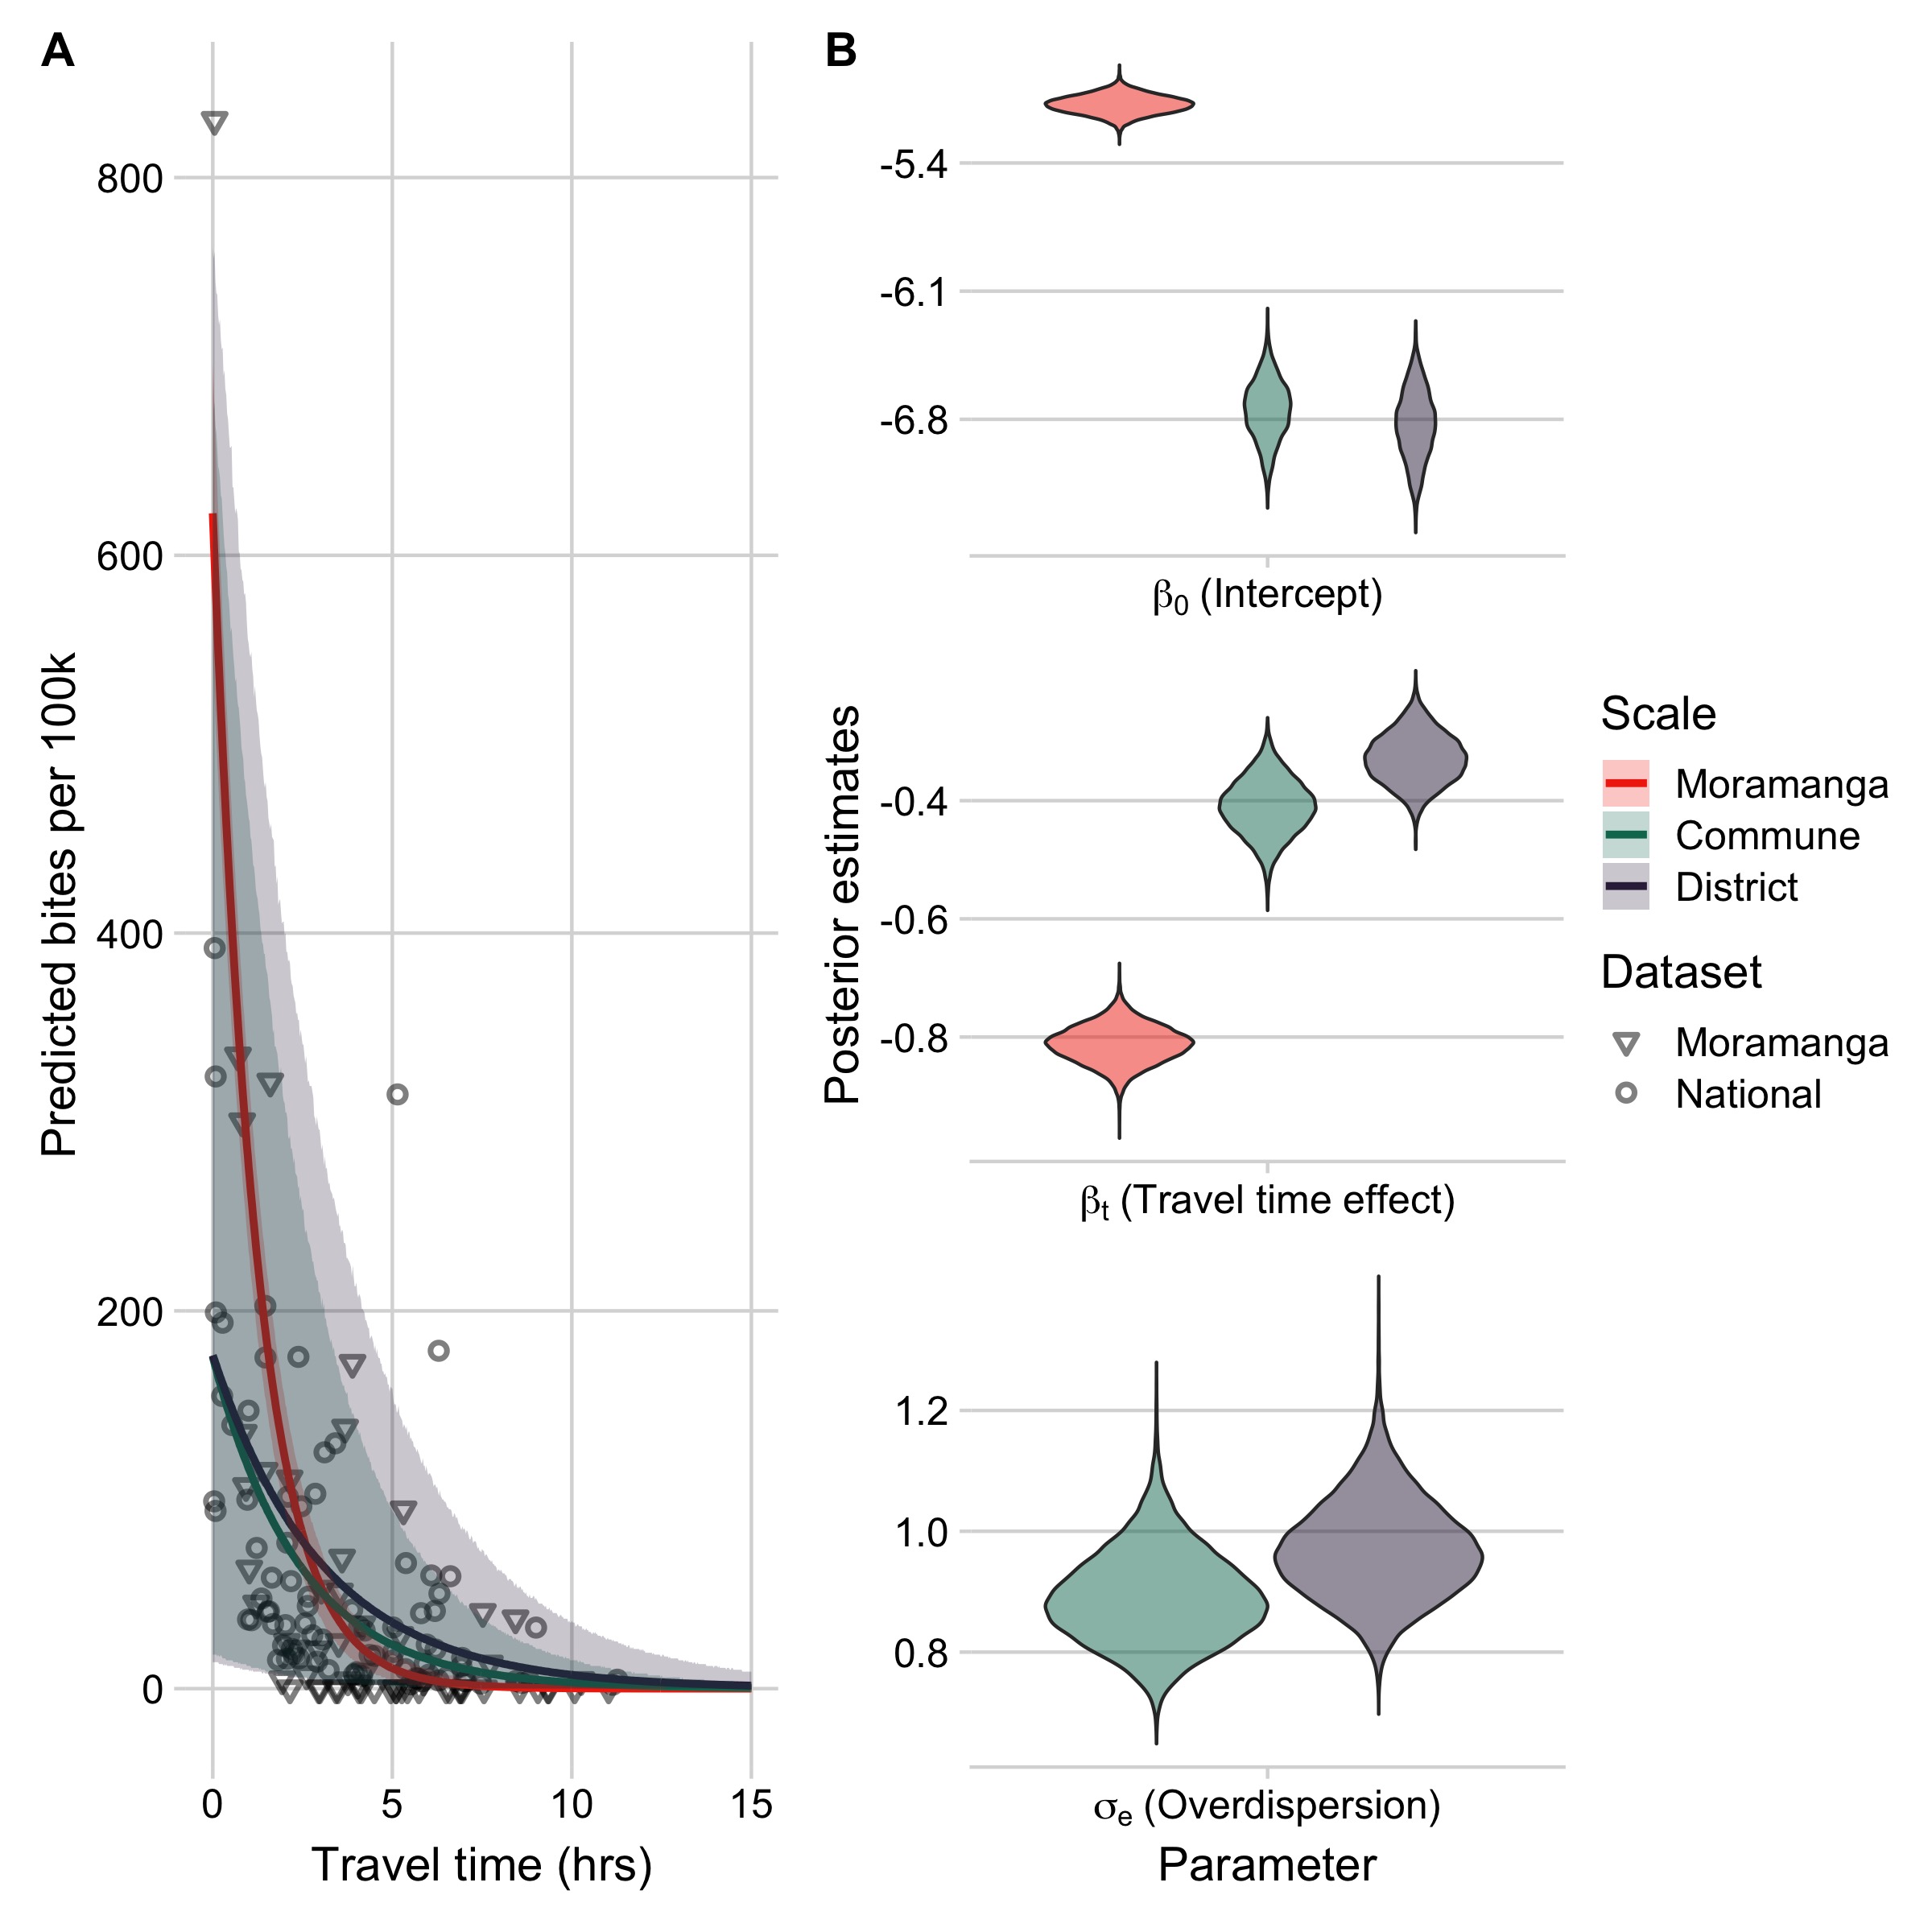 A
Predicted bites per 100k
800
600
400
200
0
0 5 10 15
Travel time (hrs)
B
Posterior estimates
-5.4
-6.1
-6.8
β0 (Intercept)
-0.4
-0.6
-0.8
βt (Travel time effect)
1.2
1.0
0.8
σe (Overdispersion)
Parameter
Scale
Moramanga
Commune
District
Dataset
Moramanga
National